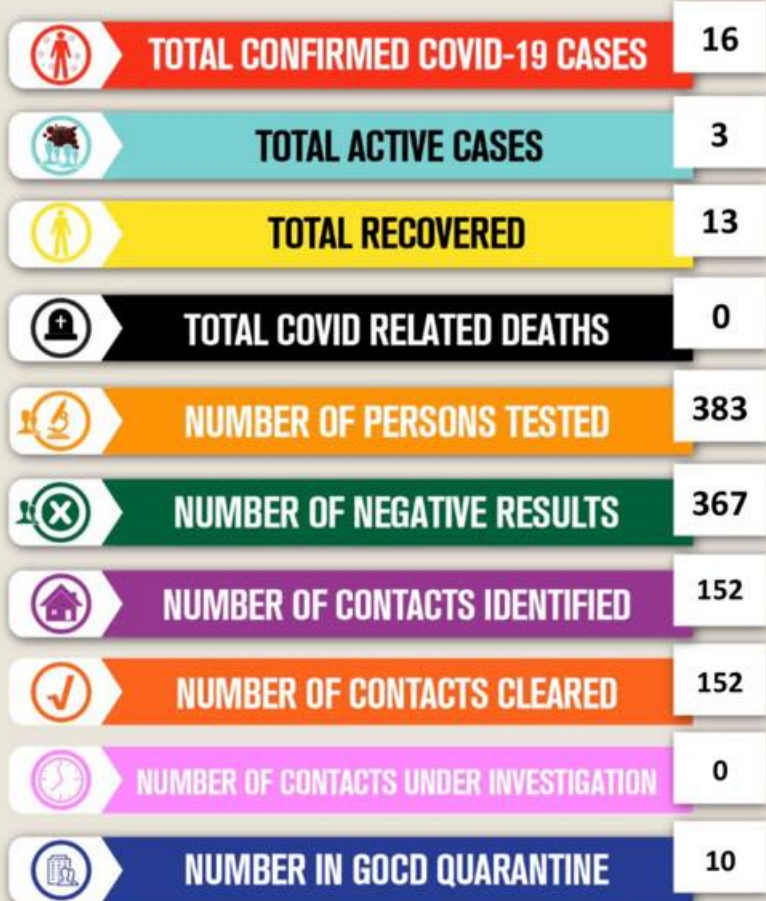 TOTAL CONFIRMED COVID-19 CASES 16
TOTAL ACTIVE CASES 3
TOTAL RECOVERED 13
TOTAL COVID RELATED DEATHS 0
NUMBER OF PERSONS TESTED 383
NUMBER OF NEGATIVE RESULTS 367
NUMBER OF CONTACTS IDENTIFIED 152
NUMBER OF CONTACTS CLEARED 152
NUMBER OF CONTACTS UNDER INVESTIGATION 0
NUMBER IN GOCD QUARANTINE 10